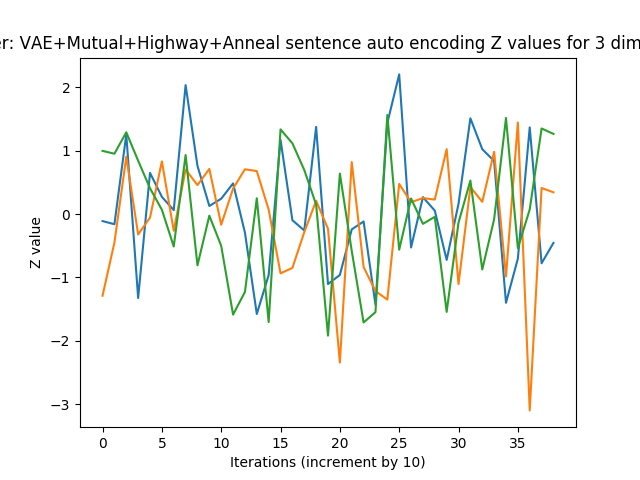 er: VAE+Mutual+Highway+Anneal sentence auto encoding Z values for 3 dim
2
1
0
−1
−2
−3
Z value
0 5 10 15 20 25 30 35
Iterations (increment by 10)